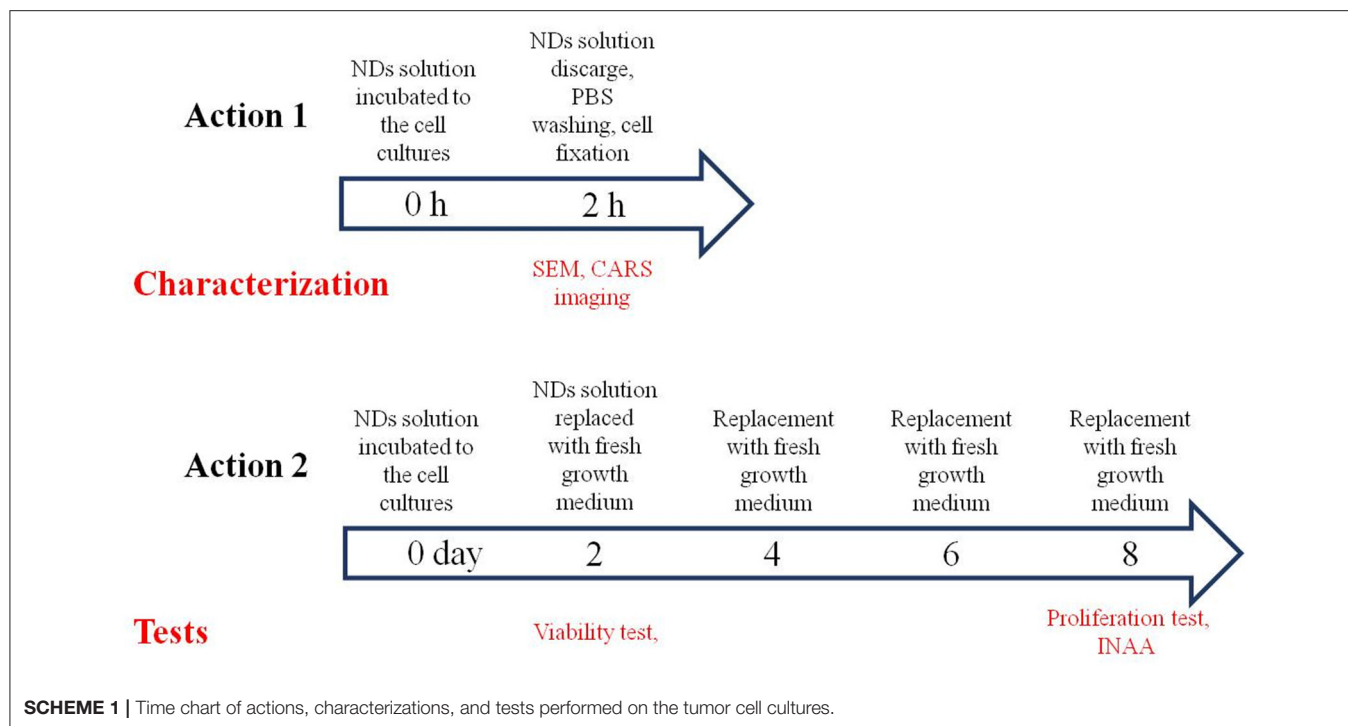 Action 1
NDs solution
incubated to
the cell
cultures
NDs solution
discarge,
PBS
washing, cell
fixation
0 h
2 h
Characterization
SEM, CARS
imaging
Action 2
NDs solution
incubated to
the cell
cultures
NDs solution
replaced
with fresh
growth
medium
Replacement
with fresh
growth
medium
Replacement
with fresh
growth
medium
Replacement
with fresh
growth
medium
0 day
2
4
6
8
Tests
Viability test,
Proliferation test,
INAA
SCHEME 1 | Time chart of actions, characterizations, and tests performed on the tumor cell cultures.